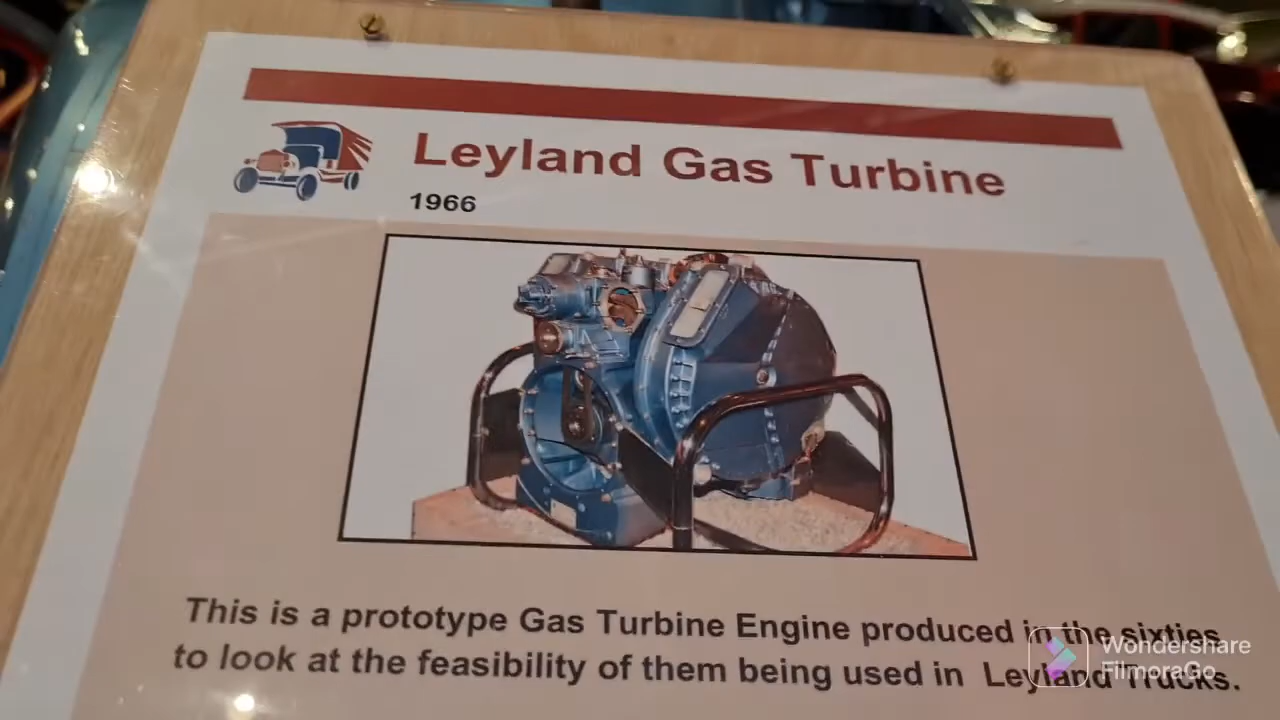 Leyland Gas Turbine
1966
This is a prototype Gas Turbine Engine produced in the sixties
to look at the feasibility of them being used in Leyland Trucks.
Wondershare
FilmoraGo